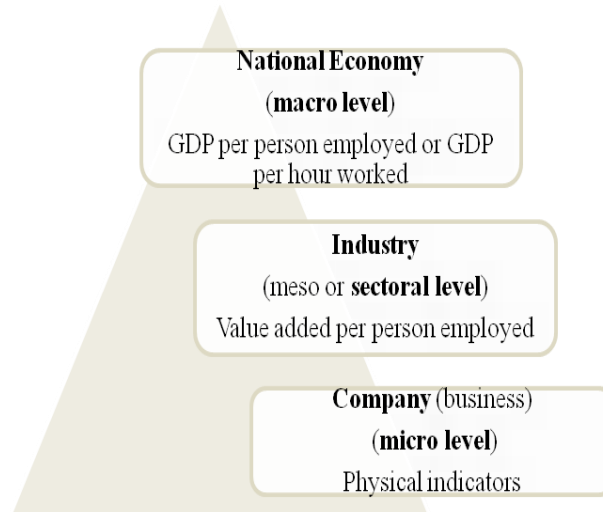 National Economy
(macro level)
GDP per person employed or GDP
per hour worked
Industry
(meso or sectoral level)
Value added per person employed
Company (business)
(micro level)
Physical indicators